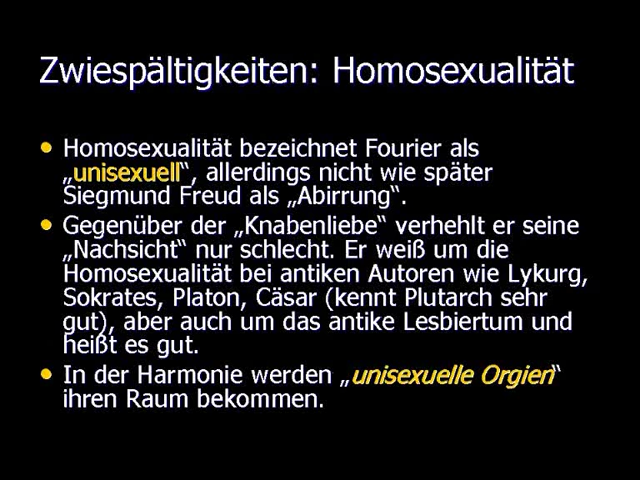 Zwiespältigkeiten: Homosexualität
• Homosexualität bezeichnet Fourier als
„unisexuell“, allerdings nicht wie später
Siegmund Freud als „Abirrung“.
• Gegenüber der „Knabenliebe“ verhehlt er seine
„Nachsicht“ nur schlecht. Er weiß um die
Homosexualität bei antiken Autoren wie Lykurg,
Sokrates, Platon, Cäsar (kennt Plutarch sehr
gut), aber auch um das antike Lesbiertum und
heißt es gut.
• In der Harmonie werden „unisexuelle Orgien“
ihren Raum bekommen.